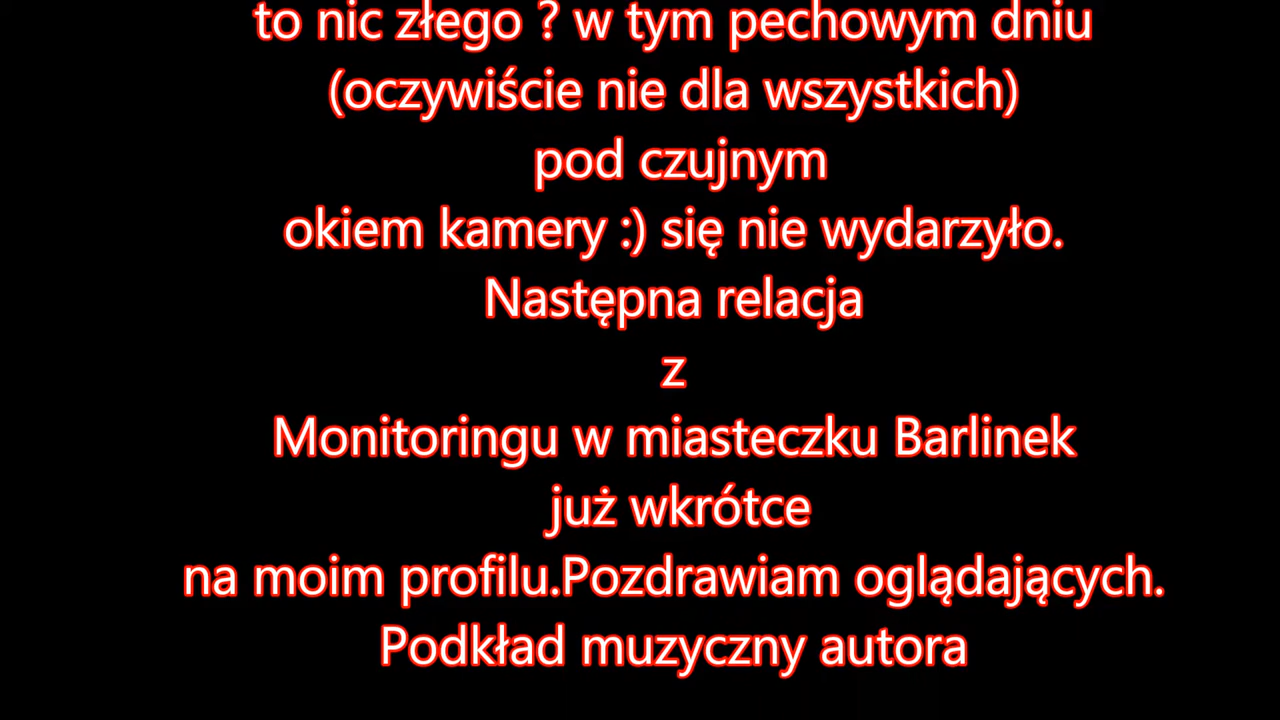 to nic złego ? w tym pechowym dniu
(oczywiście nie dla wszystkich)
pod czujnym
okiem kamery :) się nie wydarzyło.
Następna relacja
z
Monitoringu w miasteczku Barlinek
już wkrótce
na moim profilu.Pozdrawiam oglądających.
Podkład muzyczny autora